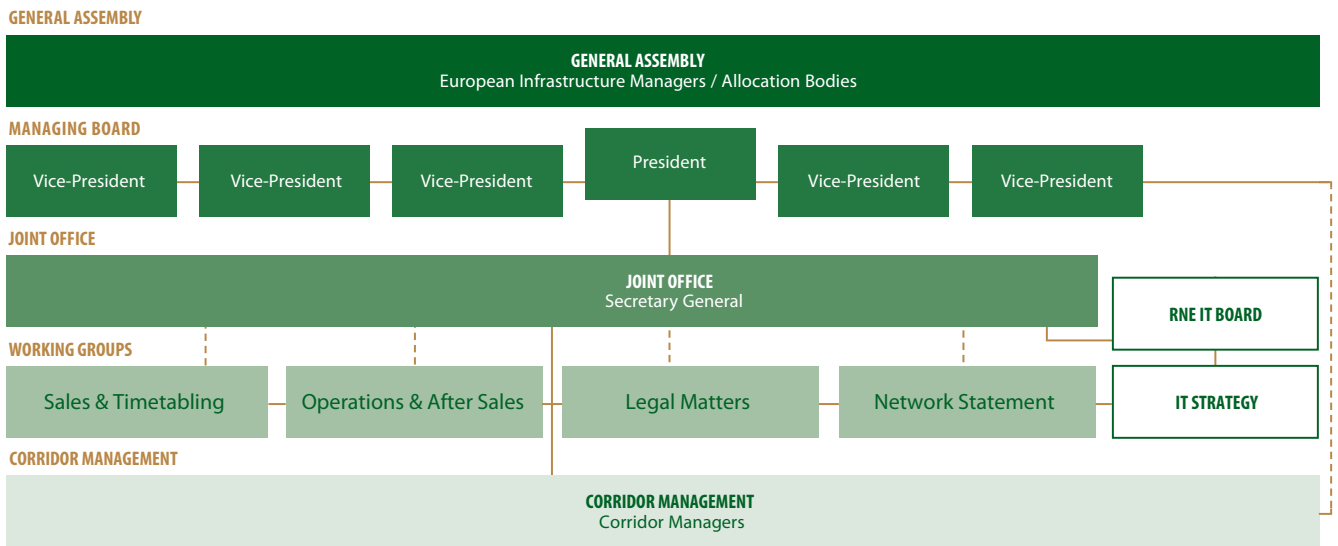 GENERAL ASSEMBLY
GENERAL ASSEMBLY
European Infrastructure Managers / Allocation Bodies
MANAGING BOARD
Vice-President
Vice-President
Vice-President
President
Vice-President
Vice-President
JOINT OFFICE
JOINT OFFICE
Secretary General
RNE IT BOARD
WORKING GROUPS
Sales & Timetabling
Operations & After Sales
Legal Matters
Network Statement
IT STRATEGY
CORRIDOR MANAGEMENT
CORRIDOR MANAGEMENT
Corridor Managers